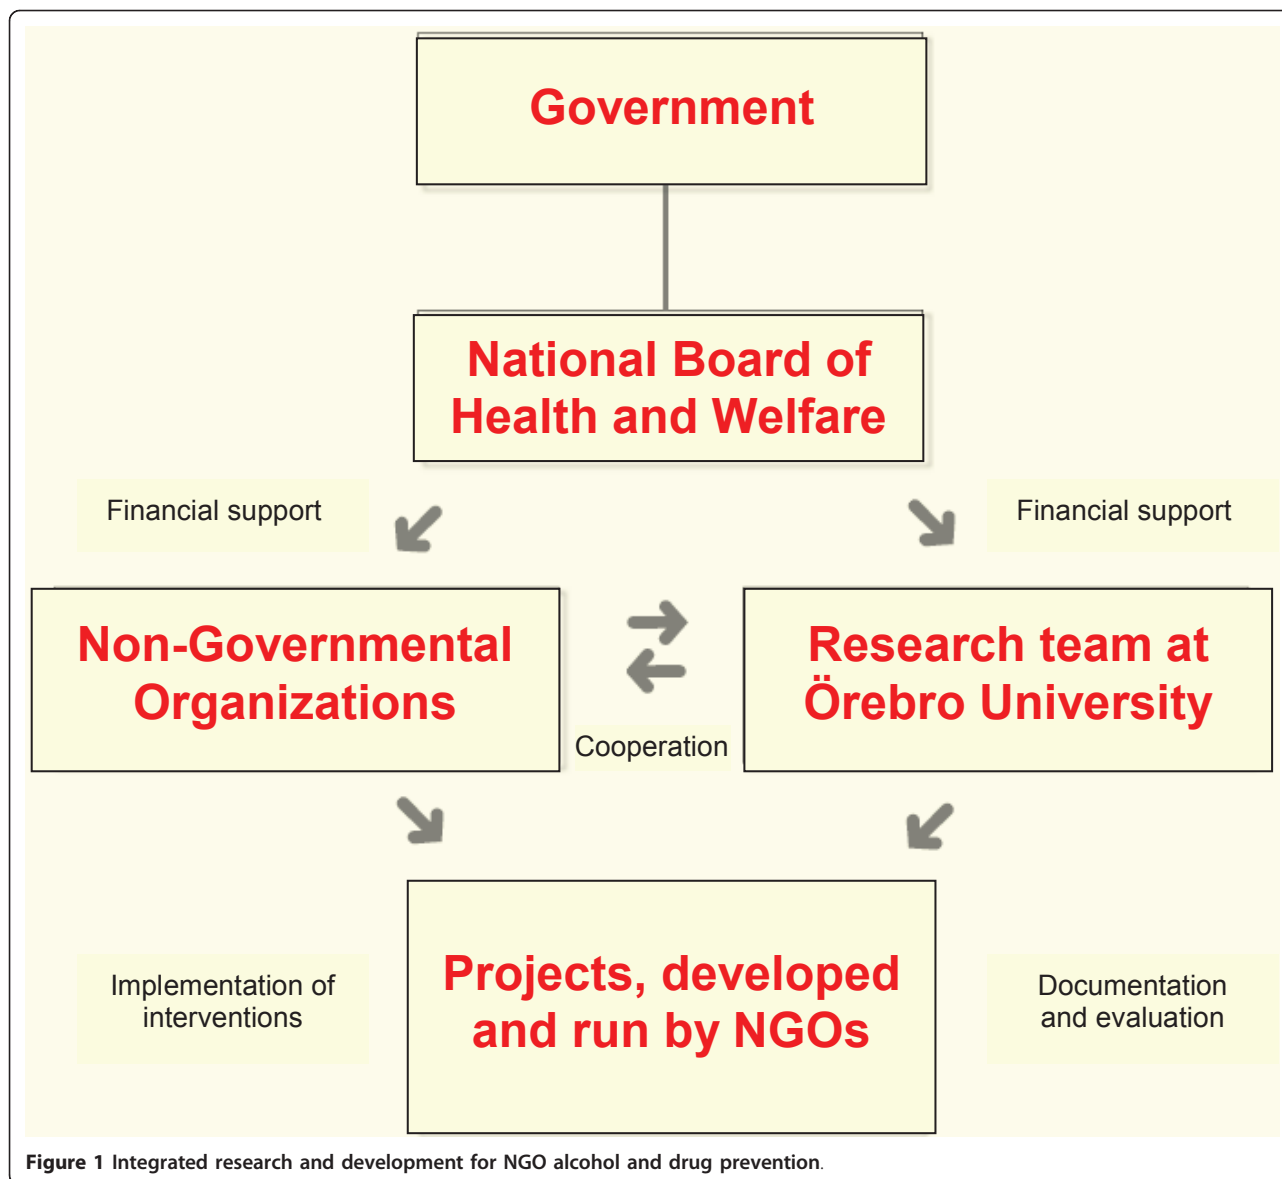 Government
National Board of
Health and Welfare
Financial support
Financial support
Non-Governmental
Organizations
Cooperation
Research team at
Örebro University
Implementation of
interventions
Projects, developed
and run by NGOs
Documentation
and evaluation
Figure 1 Integrated research and development for NGO alcohol and drug prevention.